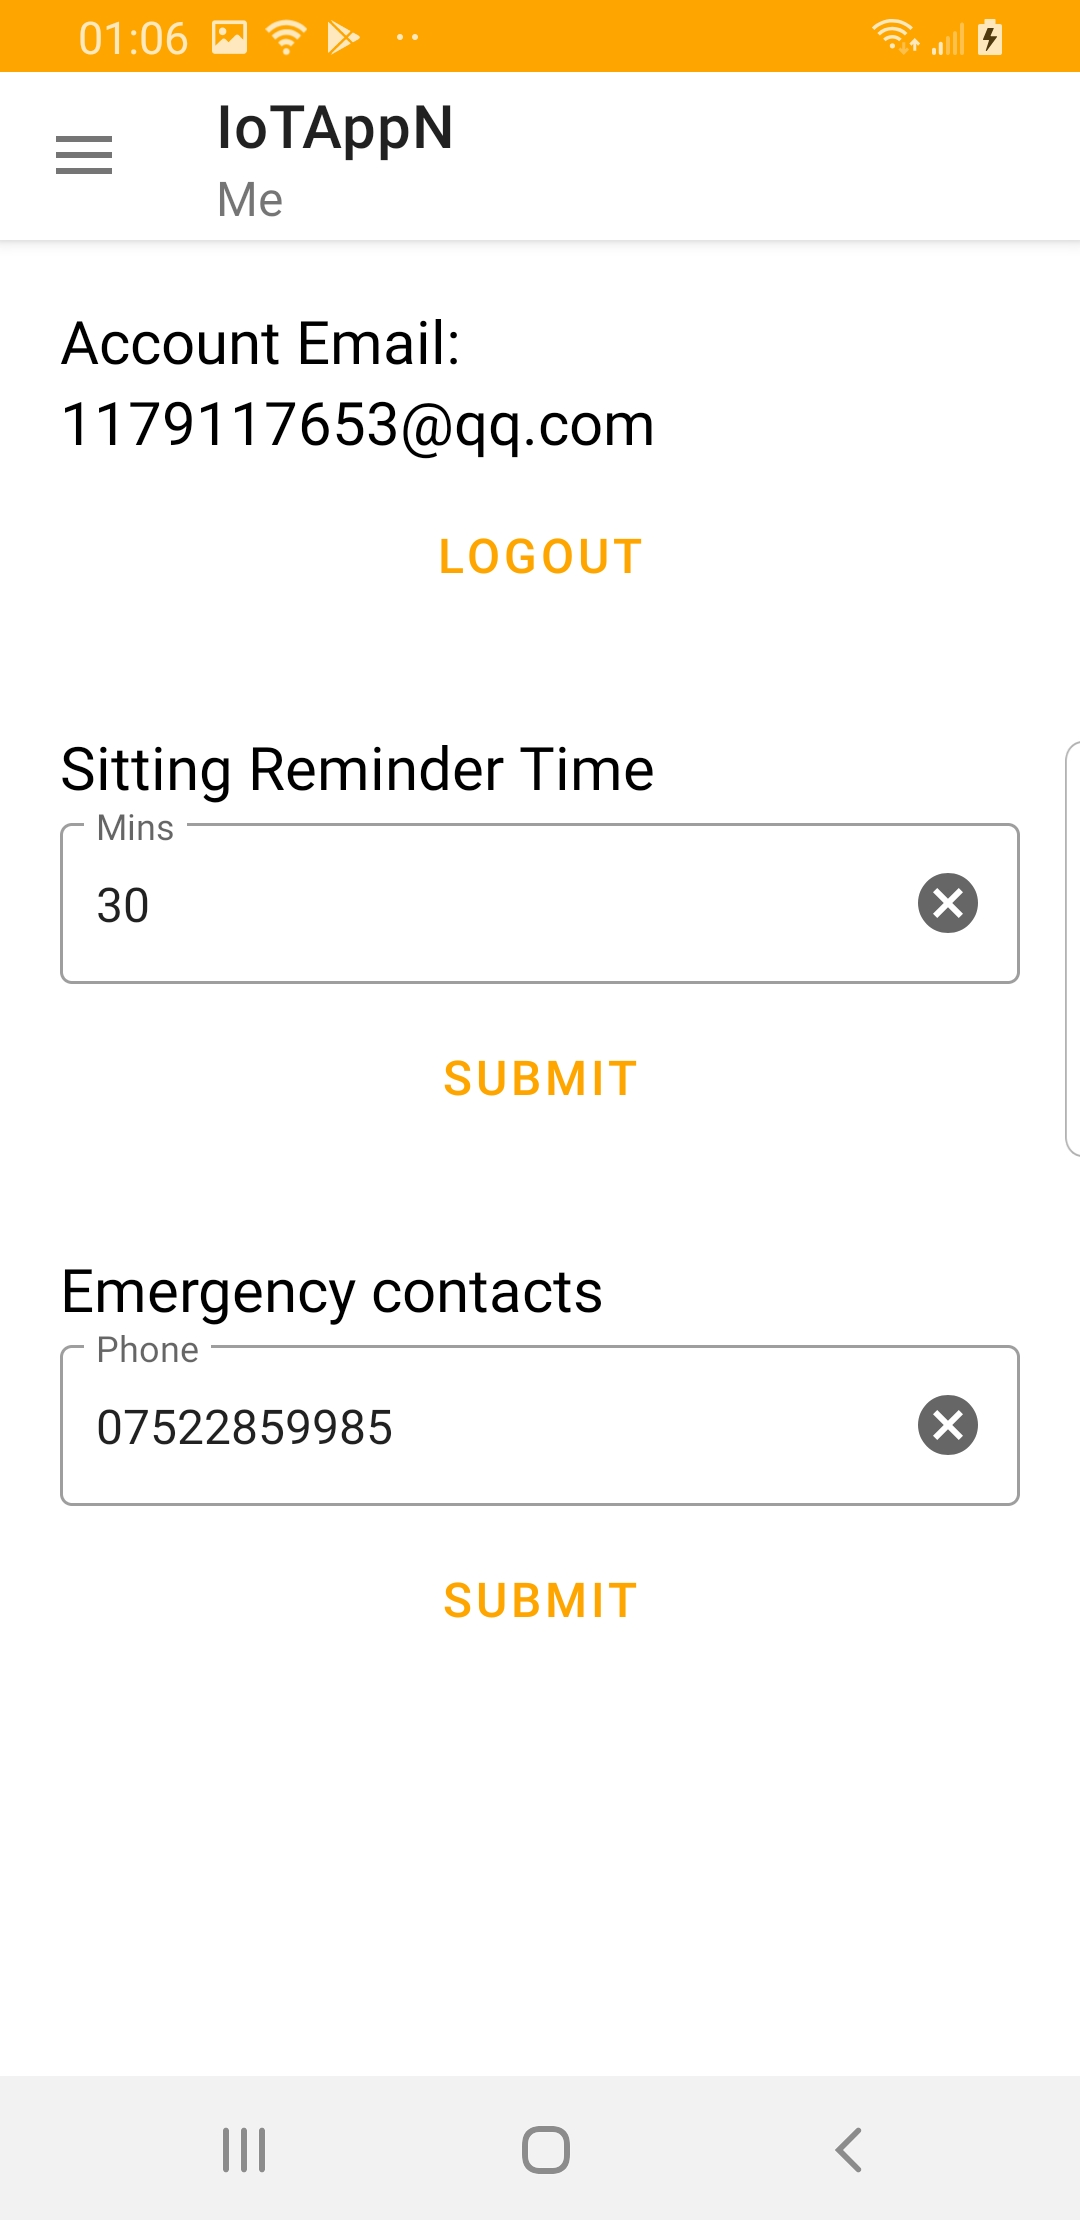 01:06
IoTAppN
Me
Account Email:
1179117653@qq.com
LOGOUT
Sitting Reminder Time
Mins
30
SUBMIT
Emergency contacts
Phone
07522859985
SUBMIT